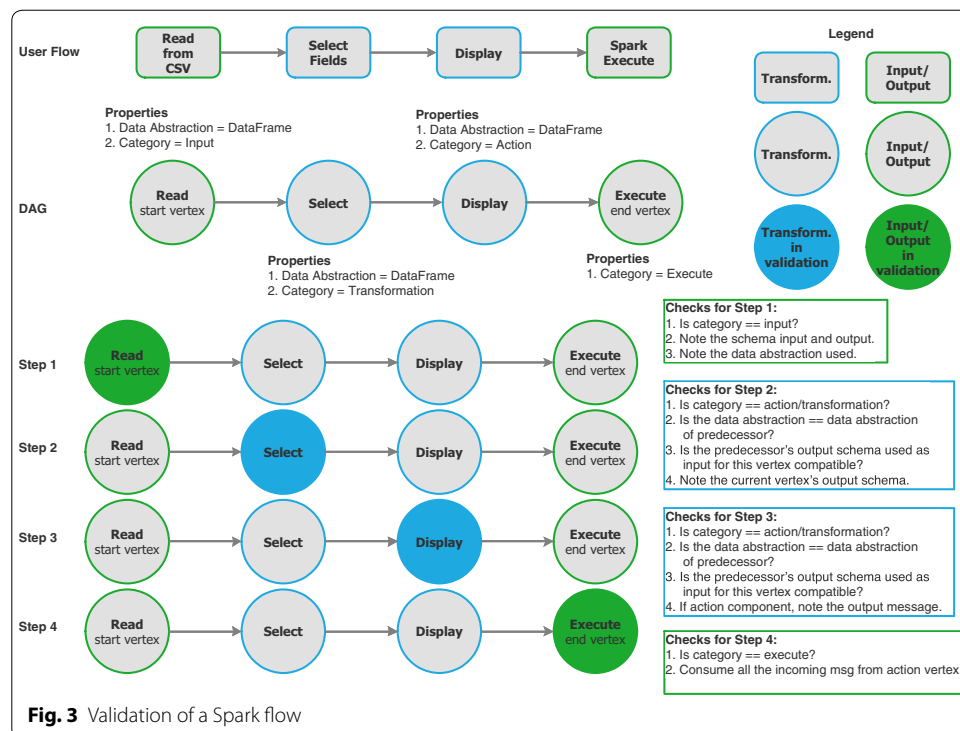 User Flow
Read
from
CSV
Select
Fields
Display
Spark
Execute
Legend
Transform.
Input/
Output
Properties
1. Data Abstraction = DataFrame
2. Category = Input
Properties
1. Data Abstraction = DataFrame
2. Category = Action
Transform.
Input/
Output
DAG
Read
start vertex
Select
Display
Execute
end vertex
Transform.
in
validation
Input/
Output
in
validation
Properties
1. Data Abstraction = DataFrame
2. Category = Transformation
Properties
1. Category = Execute
Step 1
Read
start vertex
Select
Display
Execute
end vertex
Checks for Step 1:
1. Is category == input?
2. Note the schema input and output.
3. Note the data abstraction used.
Step 2
Read
start vertex
Select
Display
Execute
end vertex
Checks for Step 2:
1. Is category == action/transformation?
2. Is the data abstraction == data abstraction
of predecessor?
3. Is the predecessor's output schema used as
input for this vertex compatible?
4. Note the current vertex's output schema.
Step 3
Read
start vertex
Select
Display
Execute
end vertex
Checks for Step 3:
1. Is category == action/transformation?
2. Is the data abstraction == data abstraction
of predecessor?
3. Is the predecessor's output schema used as
input for this vertex compatible?
4. If action component, note the output message.
Step 4
Read
start vertex
Select
Display
Execute
end vertex
Checks for Step 4:
1. Is category == execute?
2. Consume all the incoming msg from action vertex
Fig. 3 Validation of a Spark flow